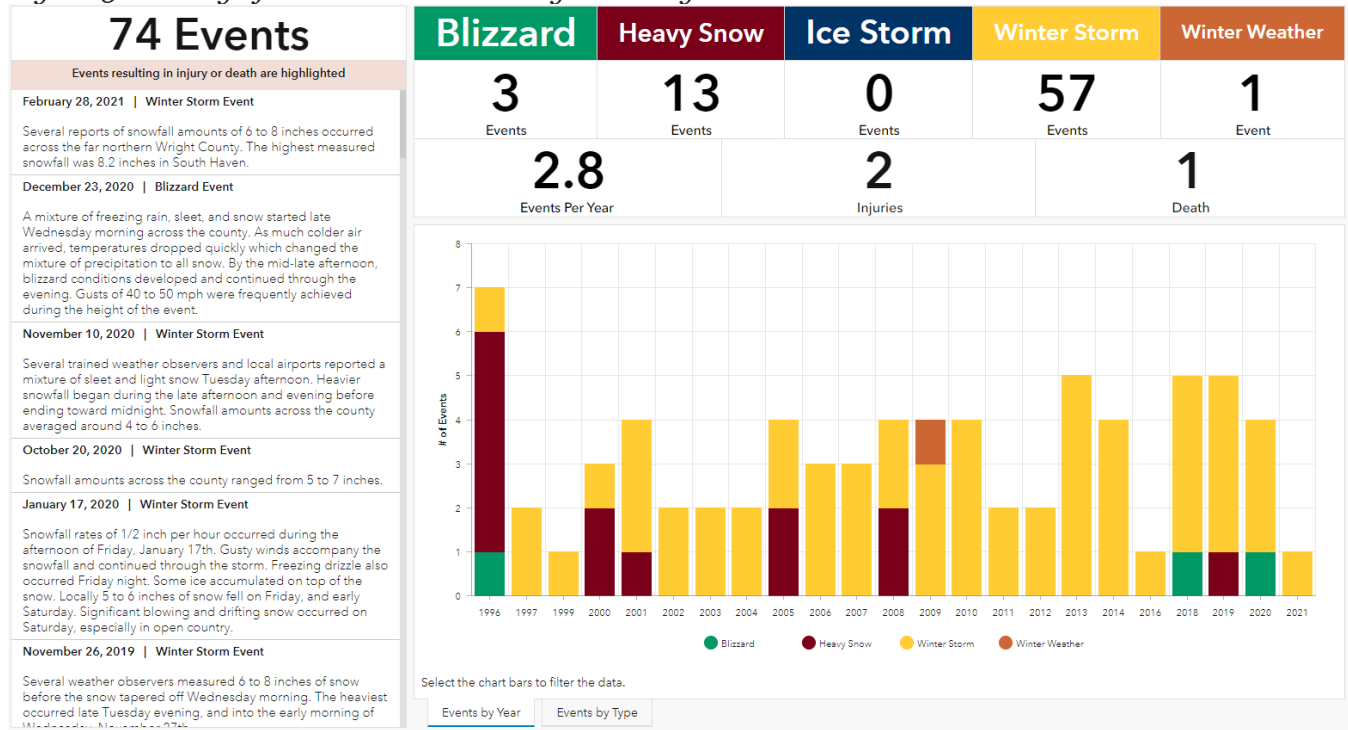 74 Events
Events resulting in injury or death are highlighted
February 28, 2021 | Winter Storm Event
Several reports of snowfall amounts of 6 to 8 inches occurred
across the far northern Wright County. The highest measured
snowfall was 8.2 inches in South Haven.
December 23, 2020 | Blizzard Event
A mixture of freezing rain, sleet, and snow started late
Wednesday morning across the county. As much colder air
arrived, temperatures dropped quickly which changed the
mixture of precipitation to all snow. By the mid-late afternoon,
blizzard conditions developed and continued through the
evening. Gusts of 40 to 50 mph were frequently achieved
during the height of the event.
November 10, 2020 | Winter Storm Event
Several trained weather observers and local airports reported a
mixture of sleet and light snow Tuesday afternoon. Heavier
snowfall began during the late afternoon and evening before
ending toward midnight. Snowfall amounts across the county
averaged around 4 to 6 inches.
October 20, 2020 | Winter Storm Event
Snowfall amounts across the county ranged from 5 to 7 inches.
January 17, 2020 | Winter Storm Event
Snowfall rates of 1/2 inch per hour occurred during the
afternoon of Friday, January 17th. Gusty winds accompany the
snowfall and continued through the storm. Freezing drizzle also
occurred Friday night. Some ice accumulated on top of the
snow. Locally 5 to 6 inches of snow fell on Friday, and early
Saturday. Significant blowing and drifting snow occurred on
Saturday, especially in open country.
November 26, 2019 | Winter Storm Event
Several weather observers measured 6 to 8 inches of snow
before the snow tapered off Wednesday morning. The heaviest
occurred late Tuesday evening, and into the early morning of
Blizzard Heavy Snow Ice Storm Winter Storm Winter Weather
3 13 0 57 1
Events Events Events Events Event
2.8 2 1
Events Per Year Injuries Death
# of Events
8
7
6
5
4
3
2
1
0
1996 1997 1999 2000 2001 2002 2003 2004 2005 2006 2007 2008 2009 2010 2011 2012 2013 2014 2016 2018 2019 2020 2021
Blizzard Heavy Snow Winter Storm Winter Weather
Select the chart bars to filter the data.
Events by Year Events by Type